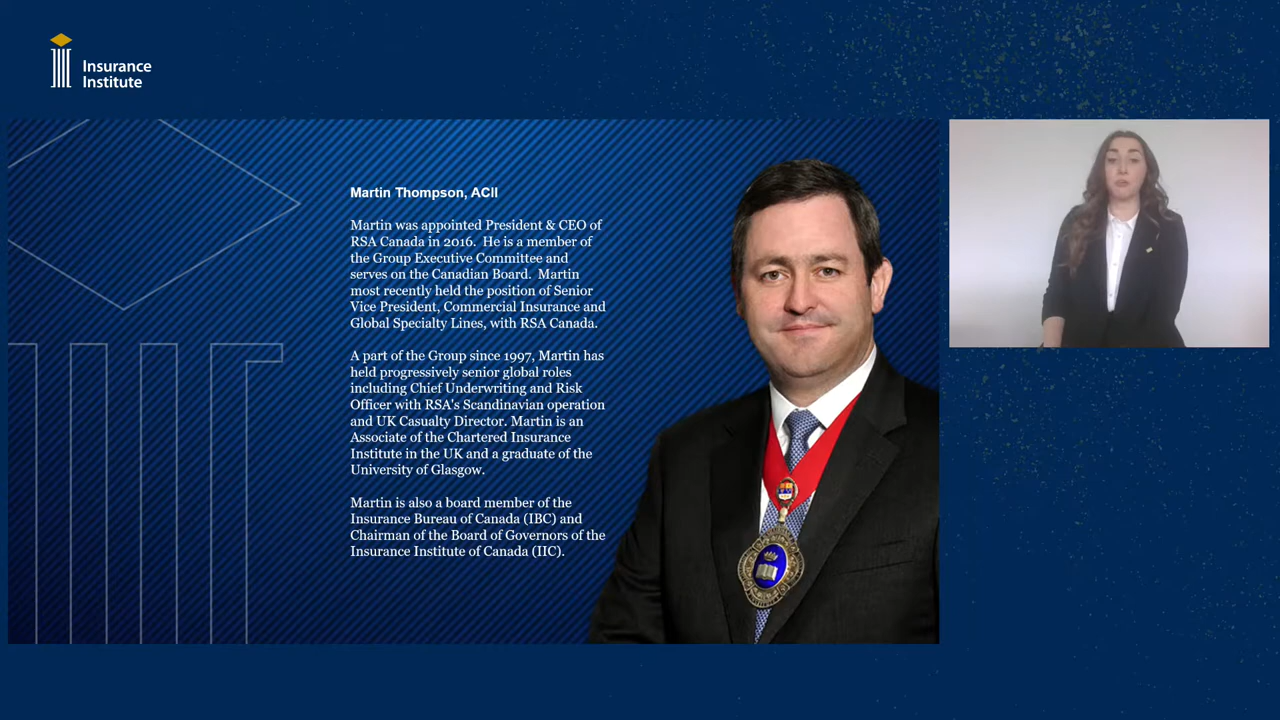 Insurance
Institute
Martin Thompson, ACII
Martin was appointed President & CEO of
RSA Canada in 2016.  He is a member of
the Group Executive Committee and
serves on the Canadian Board.  Martin
most recently held the position of Senior
Vice President, Commercial Insurance and
Global Specialty Lines, with RSA Canada.
A part of the Group since 1997, Martin has
held progressively senior global roles
including Chief Underwriting and Risk
Officer with RSA's Scandinavian operation
and UK Casualty Director. Martin is an
Associate of the Chartered Insurance
Institute in the UK and a graduate of the
University of Glasgow.
Martin is also a board member of the
Insurance Bureau of Canada (IBC) and
Chairman of the Board of Governors of the
Insurance Institute of Canada (IIC).